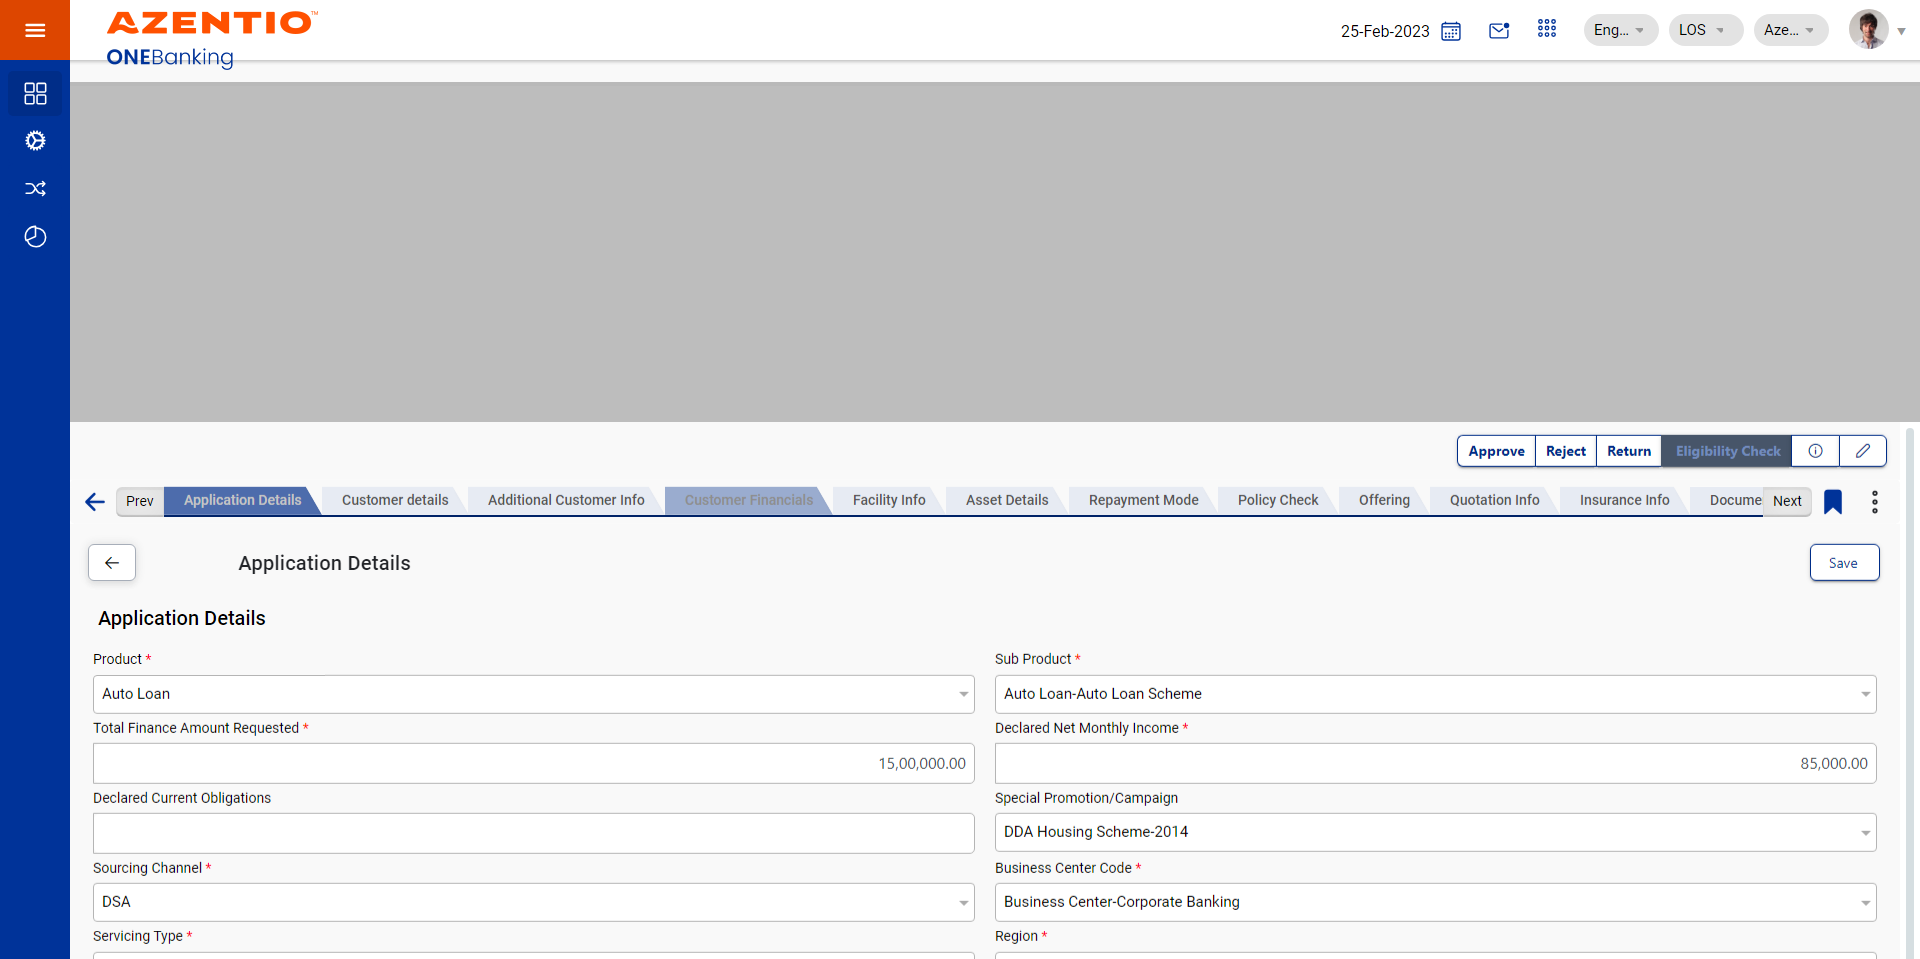 AZENTIO™
ONEBanking
25-Feb-2023
Eng...
LOS
Aze...
Approve
Reject
Return
Eligibility Check
Prev
Application Details
Customer details
Additional Customer Info
Customer Financials
Facility Info
Asset Details
Repayment Mode
Policy Check
Offering
Quotation Info
Insurance Info
Docume
Next
Application Details
Save
Application Details
Product *
Sub Product *
Auto Loan
Auto Loan-Auto Loan Scheme
Total Finance Amount Requested *
Declared Net Monthly Income *
15,00,000.00
85,000.00
Declared Current Obligations
Special Promotion/Campaign
DDA Housing Scheme-2014
Sourcing Channel *
Business Center Code *
DSA
Business Center-Corporate Banking
Servicing Type *
Region *